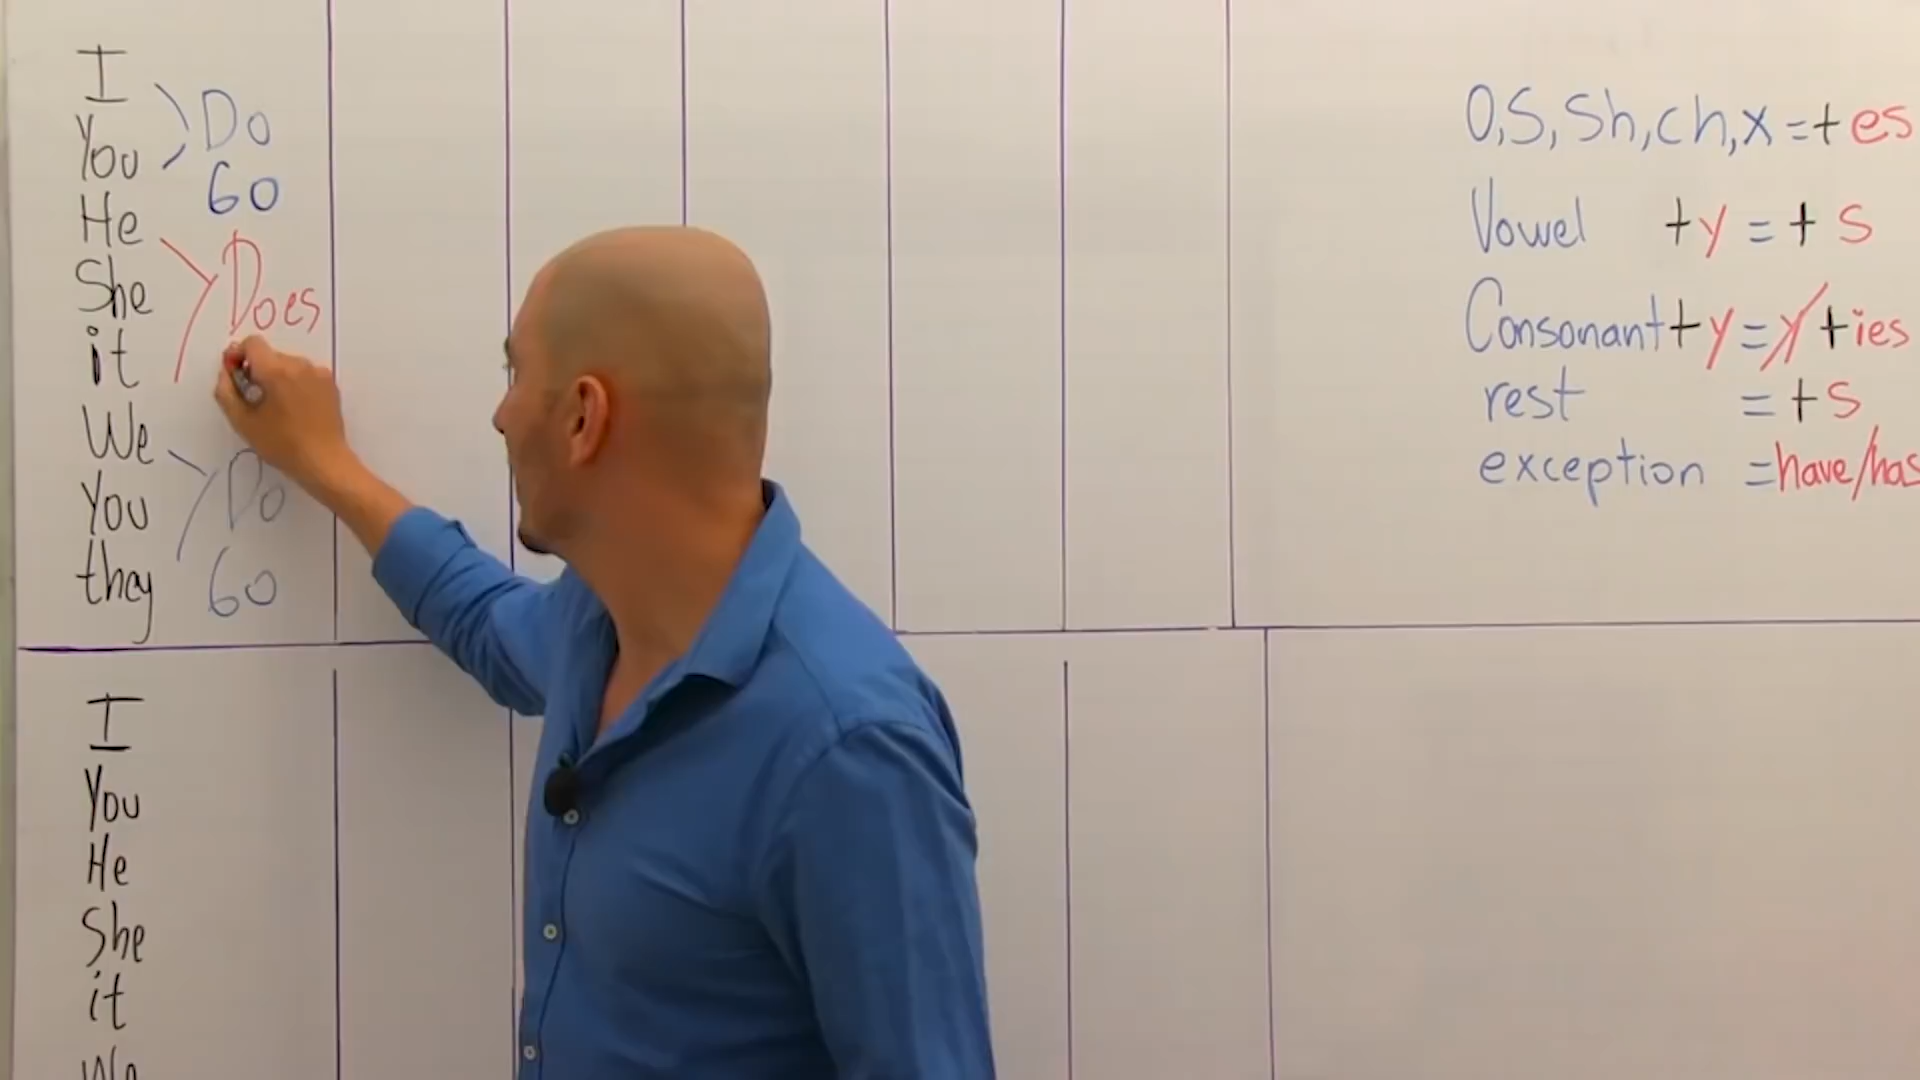 I
You
Do
Go
He
She
it
Does
We
You
they
Do
Go
I
You
He
She
it
We
O,S,Sh,ch,x=+es
Vowel +y=+ s
Consonant+y=y+ies
rest =+s
exception =have/has